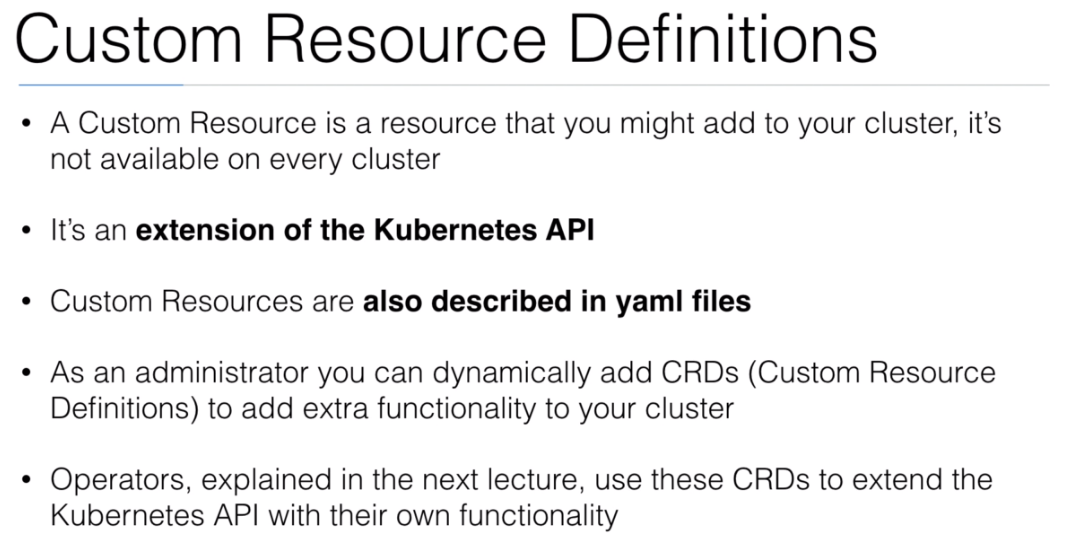 Custom Resource Definitions
• A Custom Resource is a resource that you might add to your cluster, it’s
not available on every cluster
• It’s an extension of the Kubernetes API
• Custom Resources are also described in yaml files
• As an administrator you can dynamically add CRDs (Custom Resource
Definitions) to add extra functionality to your cluster
• Operators, explained in the next lecture, use these CRDs to extend the
Kubernetes API with their own functionality